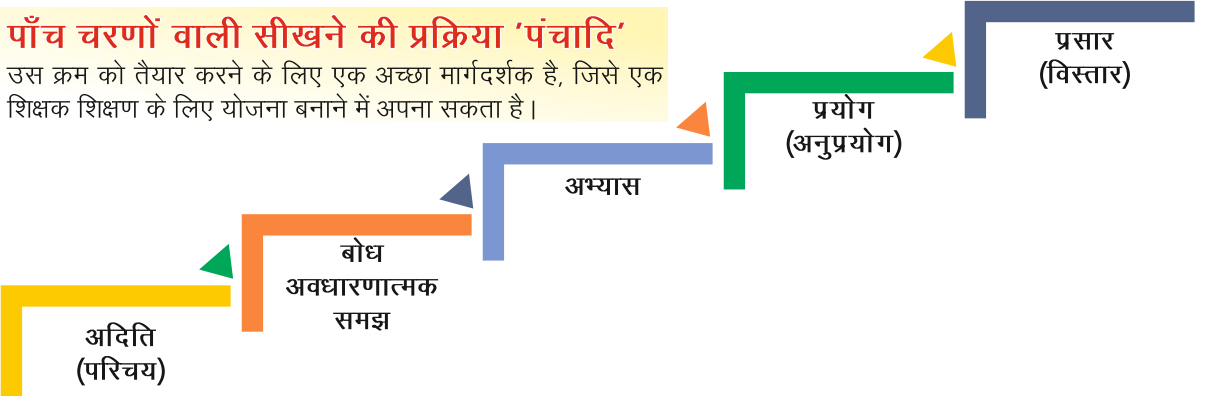 पाँच चरणों वाली सीखने की प्रक्रिया 'पंचादि'
उस क्रम को तैयार करने के लिए एक अच्छा मार्गदर्शक है, जिसे एक
शिक्षक शिक्षण के लिए योजना बनाने में अपना सकता है।
अदिति
(परिचय)
बोध
अवधारणात्मक
समझ
अभ्यास
प्रयोग
(अनुप्रयोग)
प्रसार
(विस्तार)